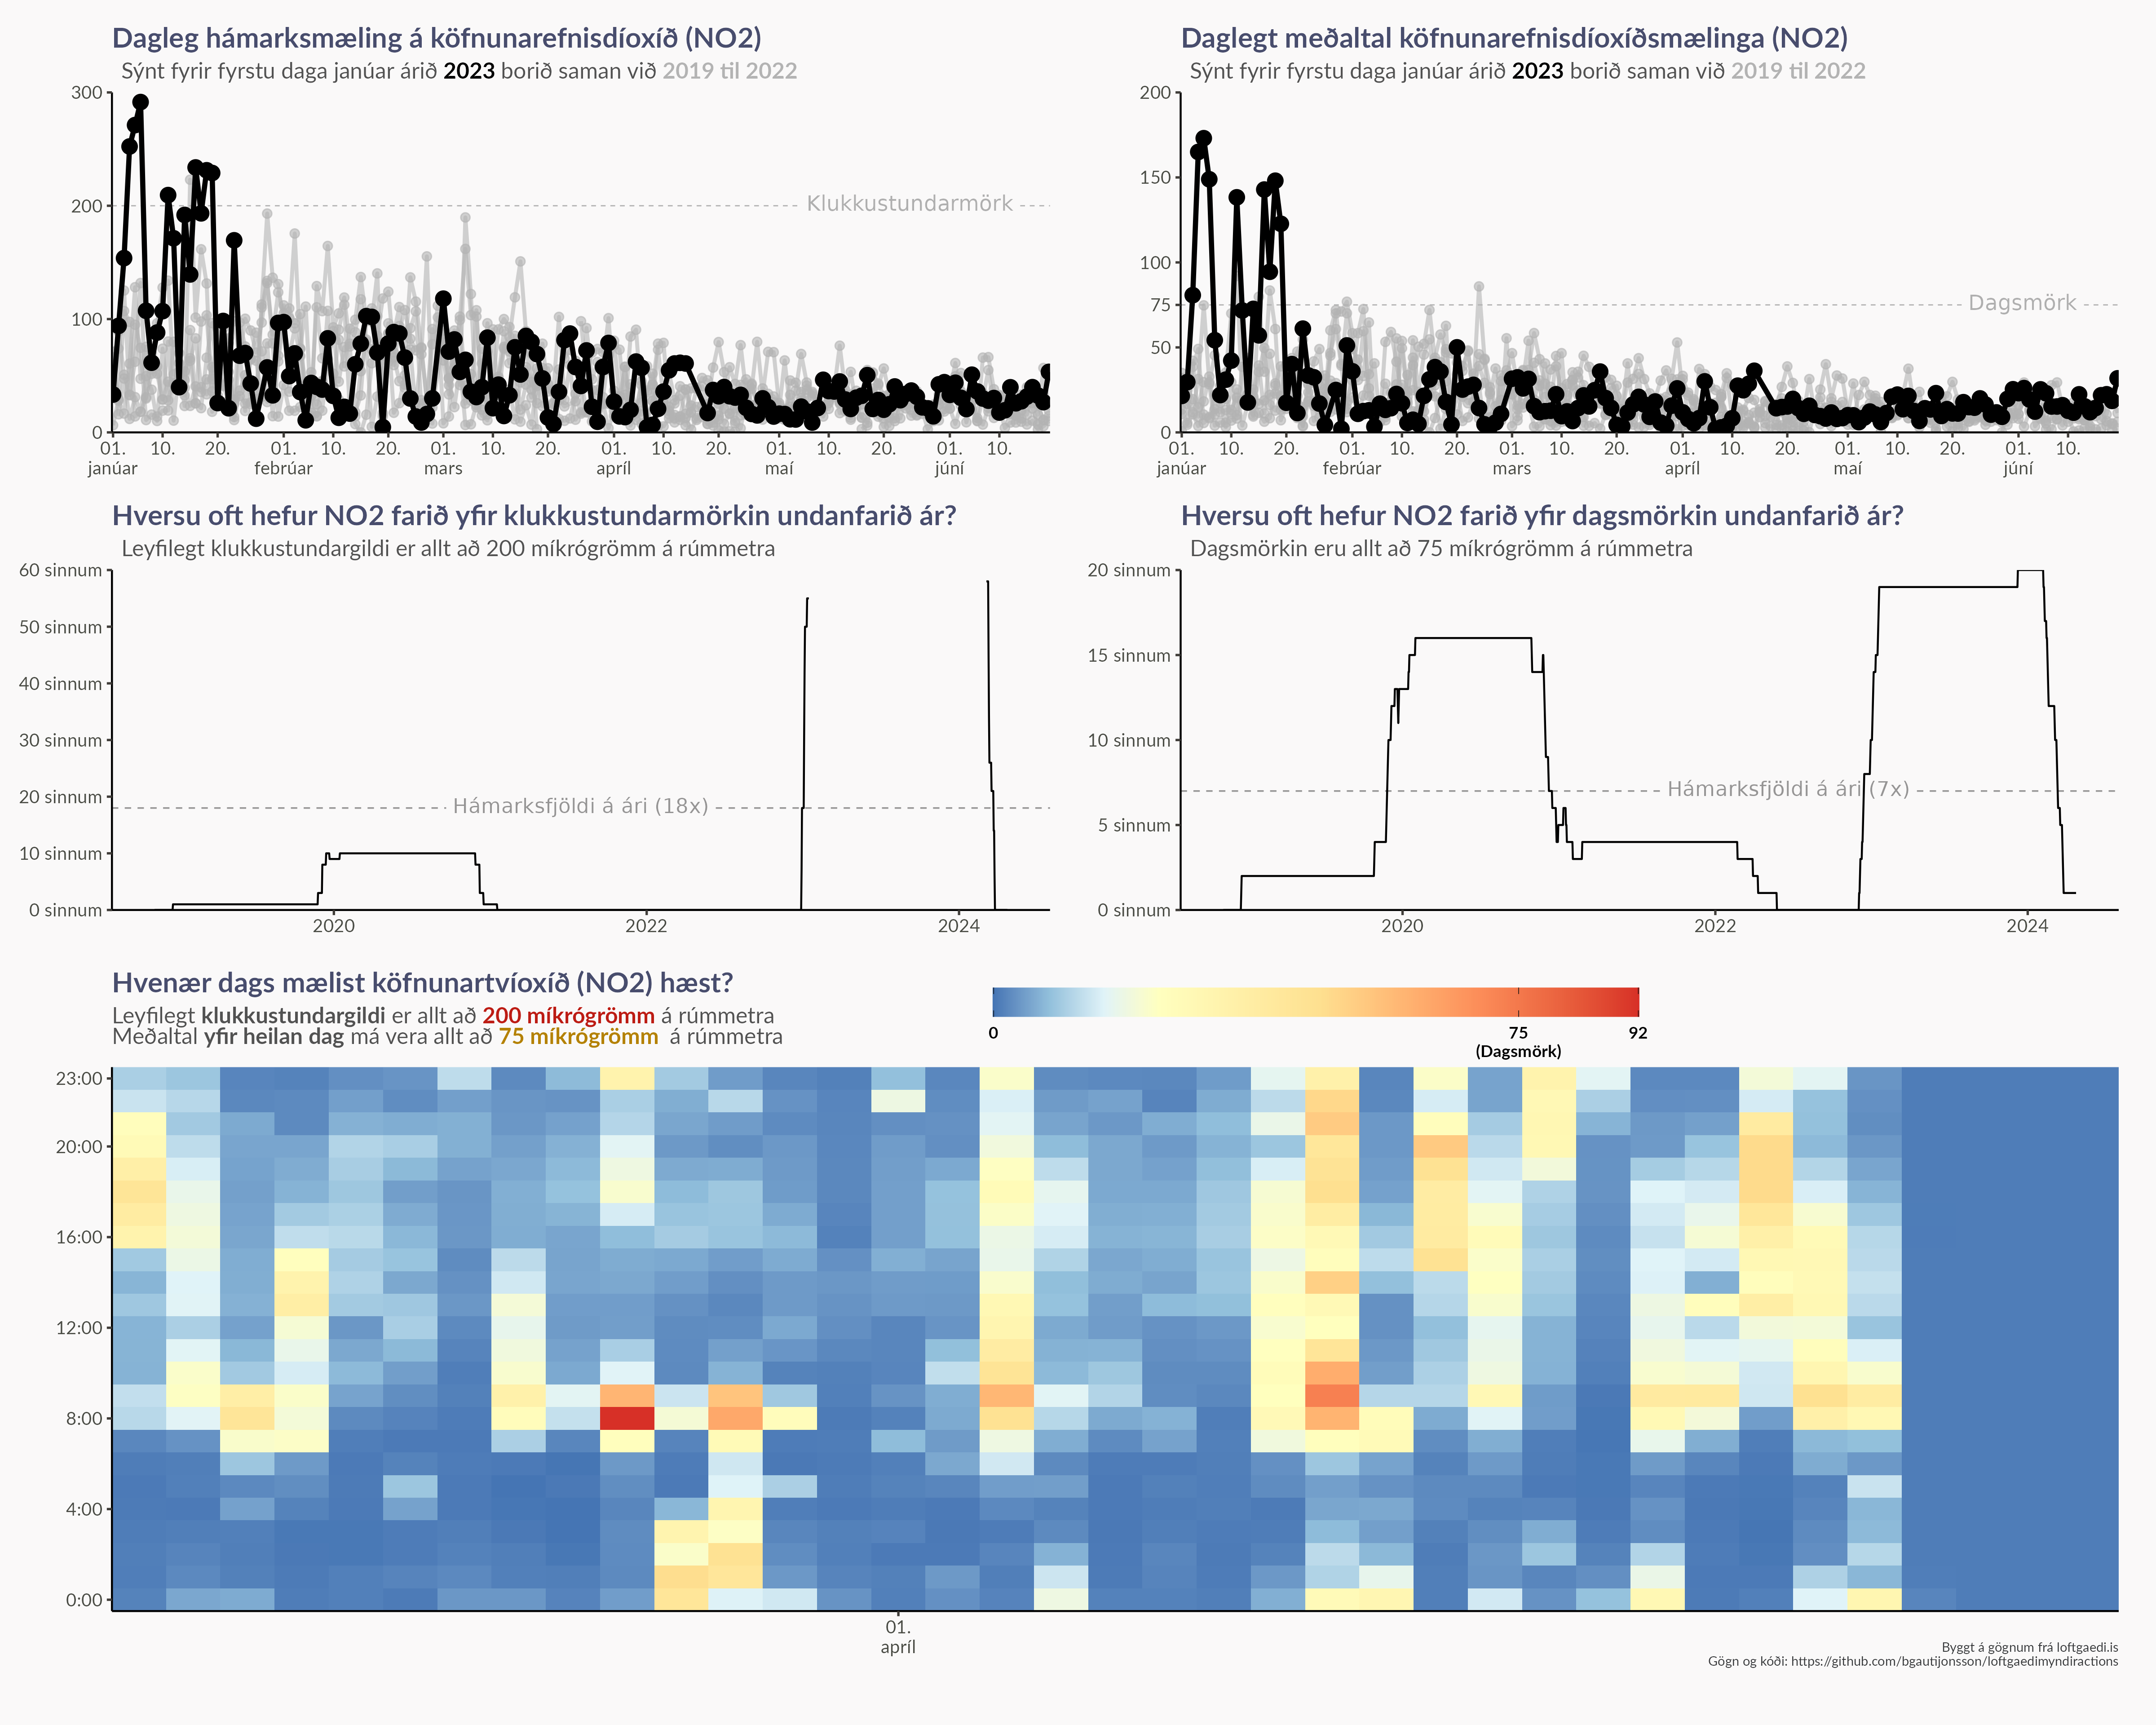 Dagleg hámarksmæling á köfnunarefnisdíoxíð (NO2)
Sýnt fyrir fyrstu daga janúar árið 2023 borið saman við 2019 til 2022
300
200
100
0
Klukkustundarmörk
01. 10. 20. 01. 10. 20. 01. 10. 20. 01. 10. 20. 01. 10. 20. 01. 10.
janúar febrúar mars apríl maí júní
Daglegt meðaltal köfnunarefnisdíoxíðsmælinga (NO2)
Sýnt fyrir fyrstu daga janúar árið 2023 borið saman við 2019 til 2022
200
150
100
75
50
0
Dagsmörk
01. 10. 20. 01. 10. 20. 01. 10. 20. 01. 10. 20. 01. 10. 20. 01. 10.
janúar febrúar mars apríl maí júní
Hversu oft hefur NO2 farið yfir klukkustundarmörkin undanfarið ár?
Leyfilegt klukkustundargildi er allt að 200 míkrógrömm á rúmmetra
60 sinnum
50 sinnum
40 sinnum
30 sinnum
20 sinnum
10 sinnum
0 sinnum
Hámarksfjöldi á ári (18x)
2020 2022 2024
Hversu oft hefur NO2 farið yfir dagsmörkin undanfarið ár?
Dagsmörkin eru allt að 75 míkrógrömm á rúmmetra
20 sinnum
15 sinnum
10 sinnum
5 sinnum
0 sinnum
Hámarksfjöldi á ári (7x)
2020 2022 2024
Hvenær dags mælist köfnunartvíoxíð (NO2) hæst?
Leyfilegt klukkustundargildi er allt að 200 míkrógrömm á rúmmetra
Meðaltal yfir heilan dag má vera allt að 75 míkrógrömm á rúmmetra
0 75 92
(Dagsmörk)
23:00
20:00
16:00
12:00
8:00
4:00
0:00
01.
apríl
Byggt á gögnum frá loftgaedi.is
Gögn og kóði: https://github.com/bgautijonsson/loftgaedimyndiractions